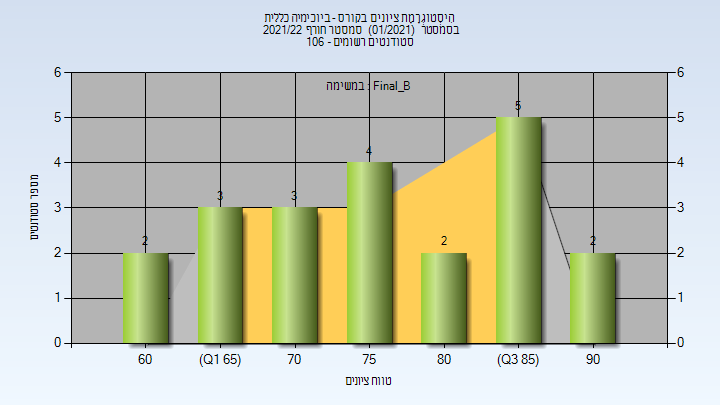 היסטוגרמת ציונים בקורס - ביוכימיה כללית
בסמסטר (01/2021) סמסטר חורף 2021/22
סטודנטים רשומים - 106
במשימה : Final_B
6 6
5 5
4 4
3 3
2 2
1 1
0 0
2 3 3 4 2 5 2
מספר סטודנטים
60 (Q1 65) 70 75 80 (Q3 85) 90
טווח ציונים